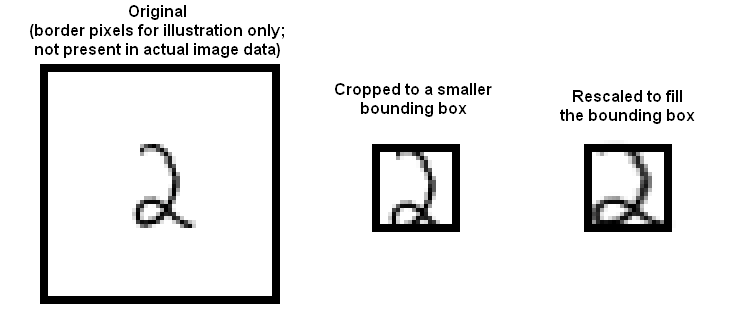 Original
(border pixels for illustration only;
not present in actual image data)
Cropped to a smaller
bounding box
Rescaled to fill
the bounding box
2
2
2